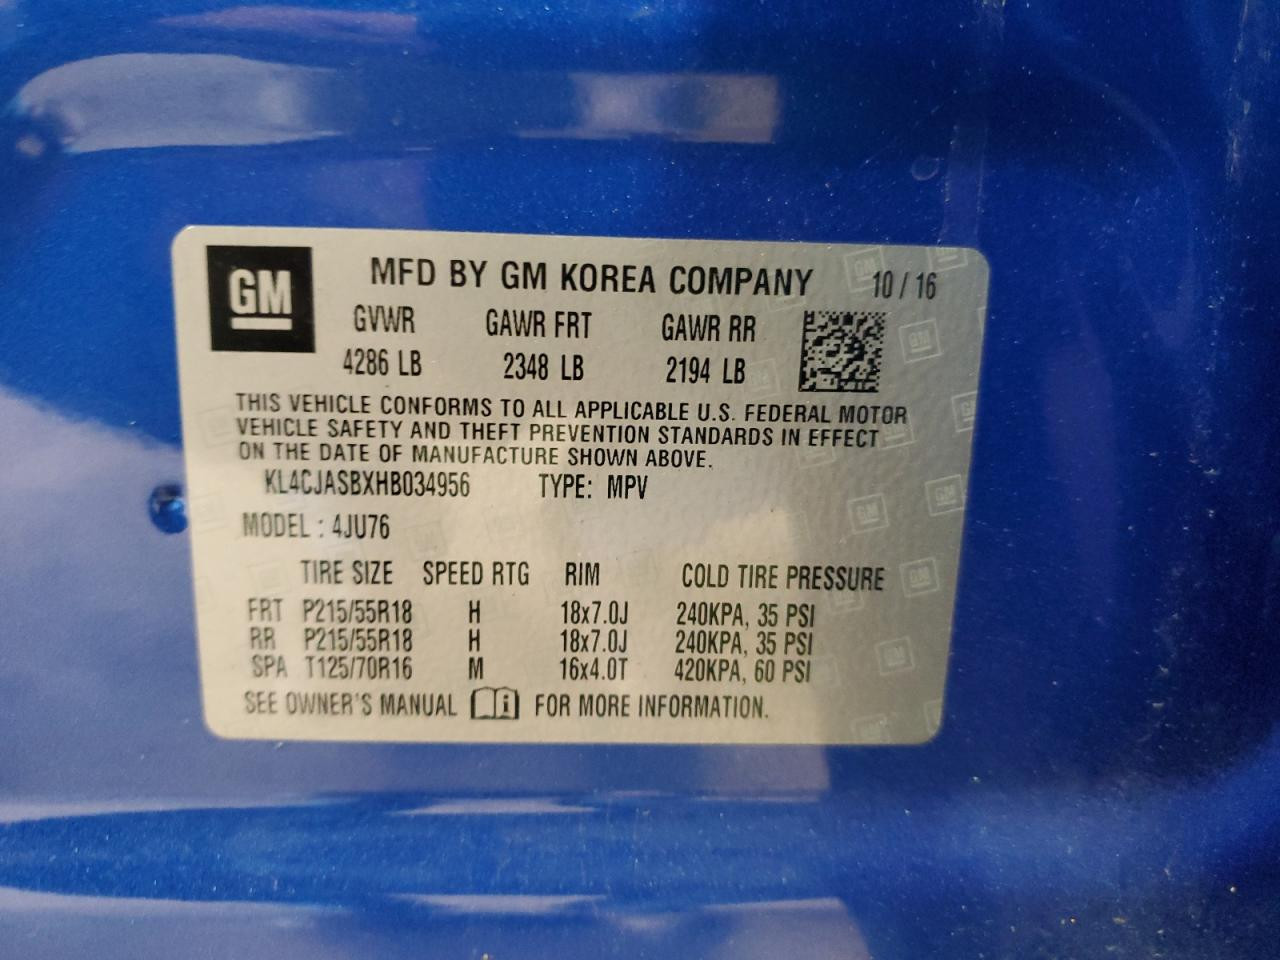 GM
MFD BY GM KOREA COMPANY 10 / 16
GVWR GAWR FRT GAWR RR
4286 LB 2348 LB 2194 LB
THIS VEHICLE CONFORMS TO ALL APPLICABLE U.S. FEDERAL MOTOR
VEHICLE SAFETY AND THEFT PREVENTION STANDARDS IN EFFECT
ON THE DATE OF MANUFACTURE SHOWN ABOVE.
KL4CJASBXHB034956 TYPE: MPV
MODEL : 4JU76
TIRE SIZE SPEED RTG RIM COLD TIRE PRESSURE
FRT P215/55R18 H 18x7.0J 240KPA, 35 PSI
RR P215/55R18 H 18x7.0J 240KPA, 35 PSI
SPA T125/70R16 M 16x4.0T 420KPA, 60 PSI
SEE OWNER'S MANUAL i FOR MORE INFORMATION.